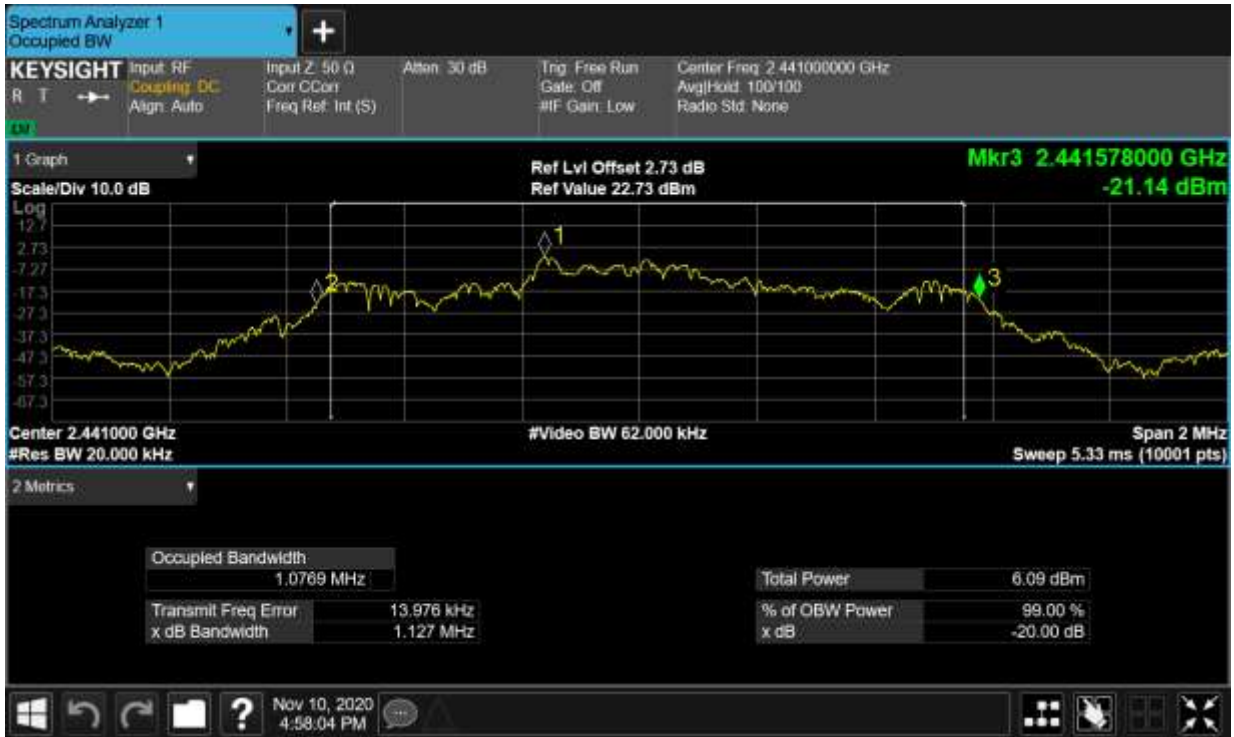 Spectrum Analyzer 1
Occupied BW
+
KEYSIGHT
R T
Input: RF
Coupling: DC
Align: Auto
Input Z: 50 Ω
Corr CCorr
Freq Ref: Int (S)
Atten: 30 dB
Trig: Free Run
Gate: Off
#IF Gain: Low
Center Freq: 2.441000000 GHz
Avg|Hold: 100/100
Radio Std: None
1 Graph
Scale/Div 10.0 dB
Ref Lvl Offset 2.73 dB
Ref Value 22.73 dBm
Mkr3 2.441578000 GHz
-21.14 dBm
Log
12.7
2.73
-7.27
-17.3
-27.3
-37.3
-47.3
-57.3
-67.3
1
2
3
Center 2.441000 GHz
#Video BW 62.000 kHz
Span 2 MHz
#Res BW 20.000 kHz
Sweep 5.33 ms (10001 pts)
2 Metrics
Occupied Bandwidth
1.0769 MHz
Total Power 6.09 dBm
Transmit Freq Error 13.976 kHz
% of OBW Power 99.00 %
x dB Bandwidth 1.127 MHz
x dB -20.00 dB
?
Nov 10, 2020
4:58:04 PM